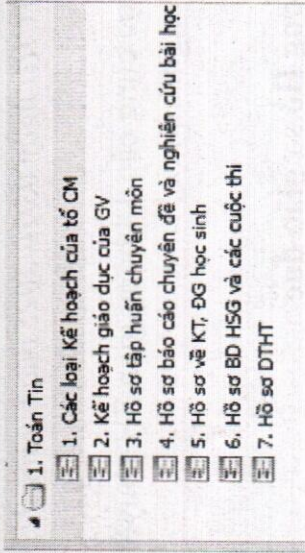 1. Toán Tin
1. Các loại Kế hoạch của tổ CM
2. Kế hoạch giáo dục của GV
3. Hồ sơ tập huấn chuyên môn
4. Hồ sơ báo cáo chuyên đề và nghiên cứu bài học
5. Hồ sơ về KT, ĐG học sinh
6. Hồ sơ BD HSG và các cuộc thi
7. Hồ sơ DTHT